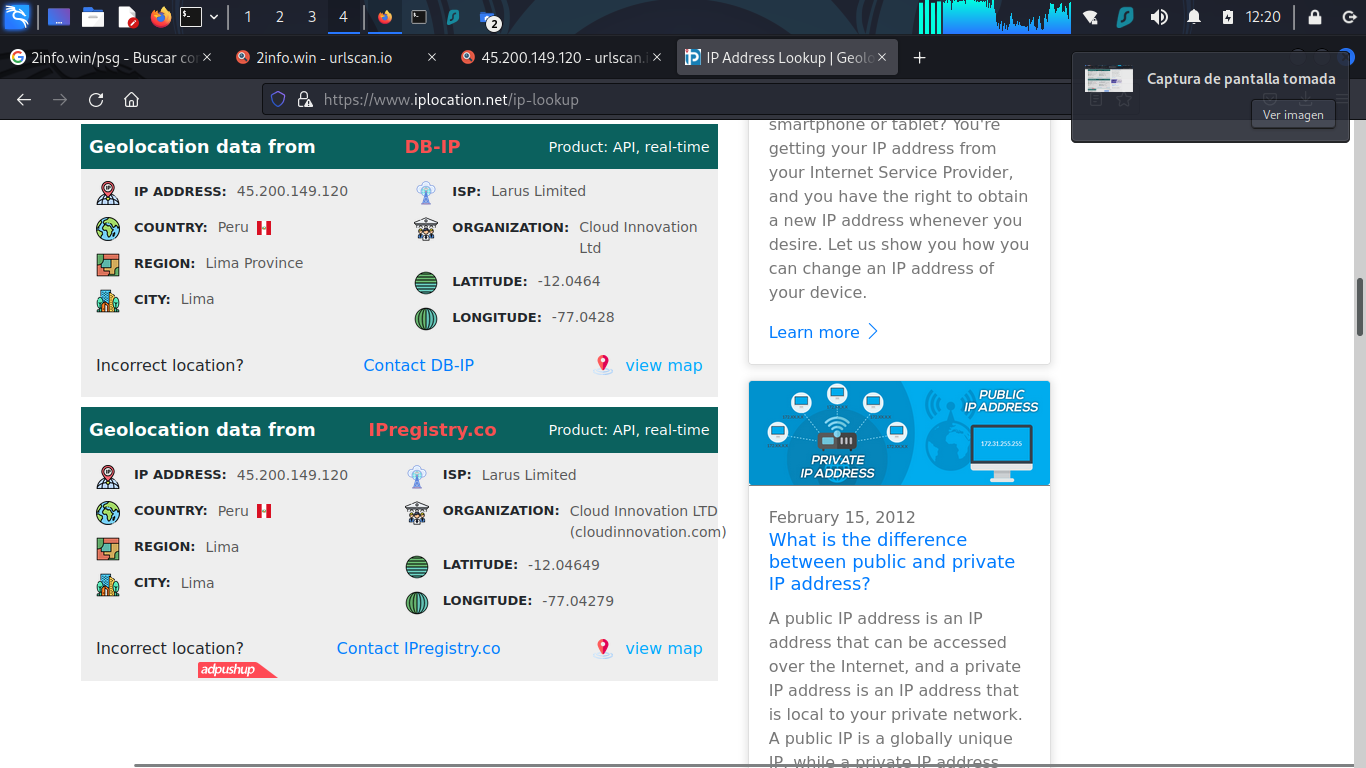 1
2
3
4
2
12:20
2info.win/psg - Buscar co
2info.win - urlscan.io
45.200.149.120 - urlscan.i
IP Address Lookup | Geolo
https://www.iplocation.net/ip-lookup
Captura de pantalla tomada
Ver imagen
Geolocation data from
DB-IP
Product: API, real-time
IP ADDRESS: 45.200.149.120
COUNTRY: Peru
REGION: Lima Province
CITY: Lima
ISP: Larus Limited
ORGANIZATION: Cloud Innovation
Ltd
LATITUDE: -12.0464
LONGITUDE: -77.0428
Incorrect location?
Contact DB-IP
view map
Geolocation data from
IPregistry.co
Product: API, real-time
IP ADDRESS: 45.200.149.120
COUNTRY: Peru
REGION: Lima
CITY: Lima
ISP: Larus Limited
ORGANIZATION: Cloud Innovation LTD
(cloudinnovation.com)
LATITUDE: -12.04649
LONGITUDE: -77.04279
Incorrect location?
Contact IPregistry.co
view map
adpushup
smartphone or tablet? You're
getting your IP address from
your Internet Service Provider,
and you have the right to obtain
a new IP address whenever you
desire. Let us show you how you
can change an IP address of
your device.
Learn more
PRIVATE
IP ADDRESS
PUBLIC
IP ADDRESS
172.31.255.255
February 15, 2012
What is the difference
between public and private
IP address?
A public IP address is an IP
address that can be accessed
over the Internet, and a private
IP address is an IP address that
is local to your private network.
A public IP is a globally unique
IP, while a private IP address